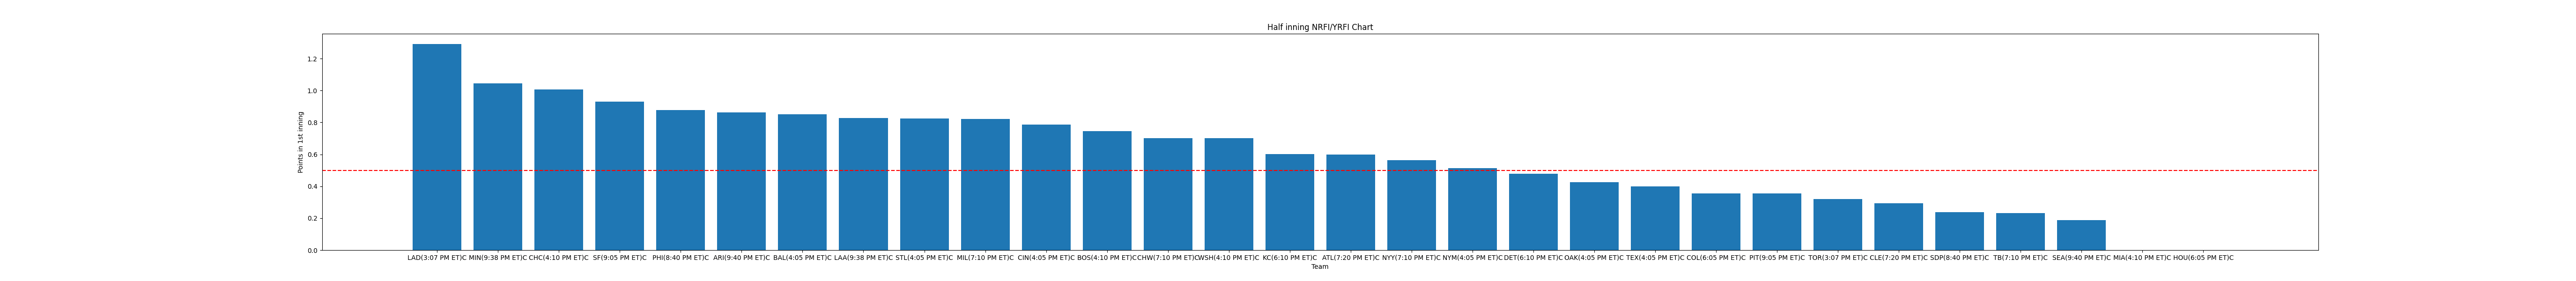 Half inning NRFI/YRFI Chart
1.2
1.0
0.8
0.6
0.4
0.2
0.0
Points in 1st inning
LAD(3:07 PM ET)C MIN(9:38 PM ET)C CHC(4:10 PM ET)C SF(9:05 PM ET)C PHI(8:40 PM ET)C ARI(9:40 PM ET)C BAL(4:05 PM ET)C LAA(9:38 PM ET)C STL(4:05 PM ET)C MIL(7:10 PM ET)C CIN(4:05 PM ET)C BOS(4:10 PM ET)C CHW(7:10 PM ET)C WSH(4:10 PM ET)C KC(6:10 PM ET)C ATL(7:20 PM ET)C NYY(7:10 PM ET)C NYM(4:05 PM ET)C DET(6:10 PM ET)C OAK(4:05 PM ET)C TEX(4:05 PM ET)C COL(6:05 PM ET)C PIT(9:05 PM ET)C TOR(3:07 PM ET)C CLE(7:20 PM ET)C SDP(8:40 PM ET)C TB(7:10 PM ET)C SEA(9:40 PM ET)C MIA(4:10 PM ET)C HOU(6:05 PM ET)C
Team